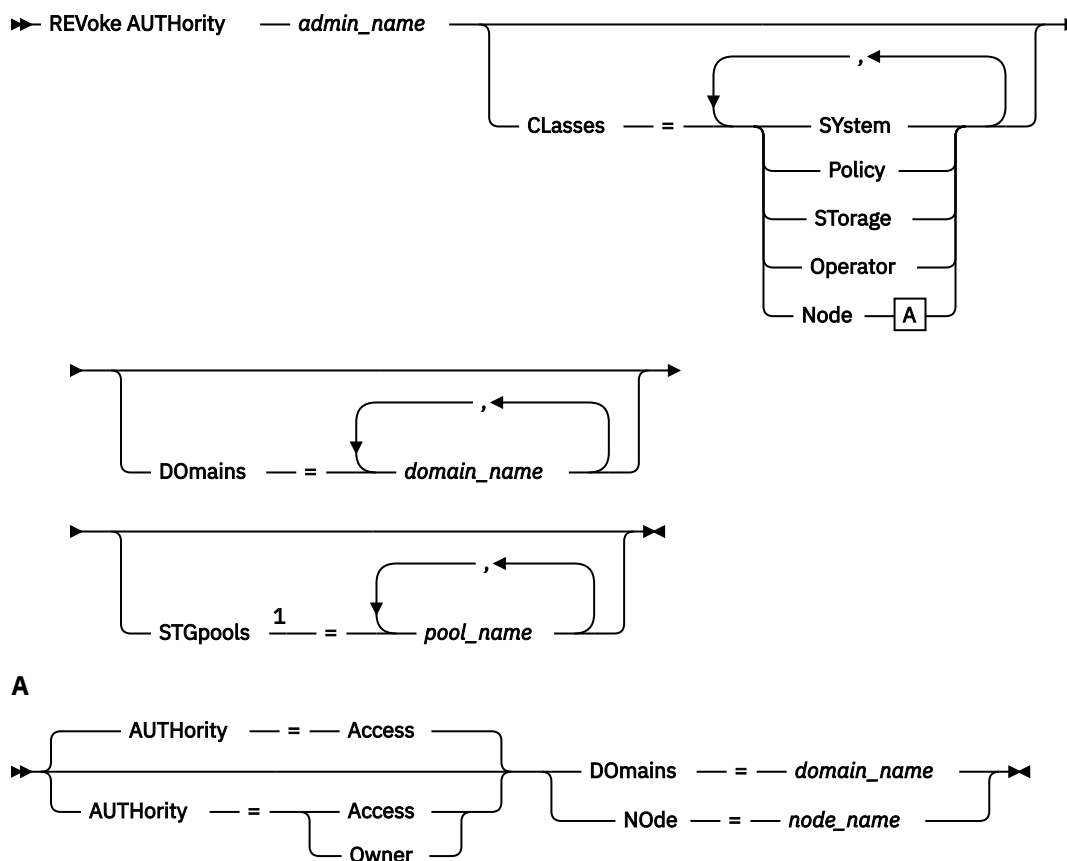 REVoke AUTHority admin_name
,
CLasses = SYstem
Policy
STorage
Operator
Node A
,
DOmains = domain_name
,
STGpools 1 = pool_name
A
AUTHority = Access
DOmains = domain_name
AUTHority = Access
NOde = node_name
Owner